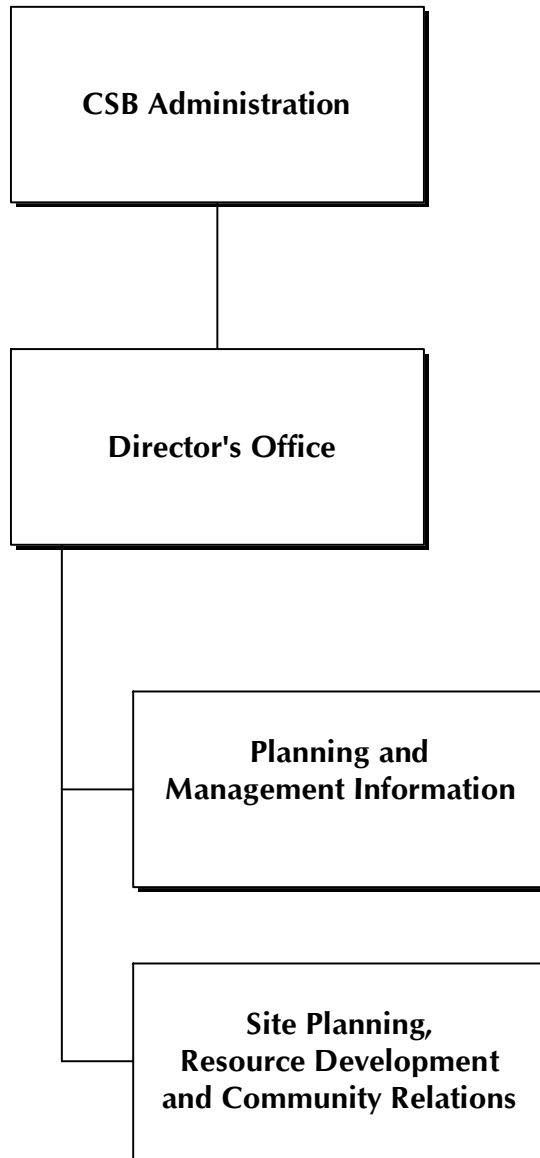 CSB Administration
Director's Office
Planning and
Management Information
Site Planning,
Resource Development
and Community Relations